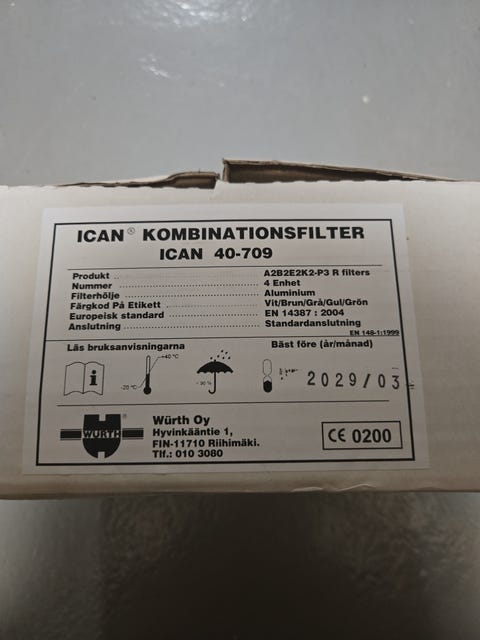 ICAN® KOMBINATIONSFILTER
ICAN 40-709
Produkt .......... A2B2E2K2-P3 R filters
Nummer .......... 4 Enhet
Filterhölje .......... Aluminium
Färgkod På Etikett .......... Vit/Brun/Grå/Gul/Grön
Europeisk standard .......... EN 14387 : 2004
Anslutning .......... Standardanslutning
EN 148-1:1999
Läs bruksanvisningarna
Bäst före (år/månad)
+40 °C
-20 °C
< 90 %
2029/03
WÜRTH®
Würth Oy
Hyvinkääntie 1,
FIN-11710 Riihimäki.
Tlf.: 010 3080
CE 0200